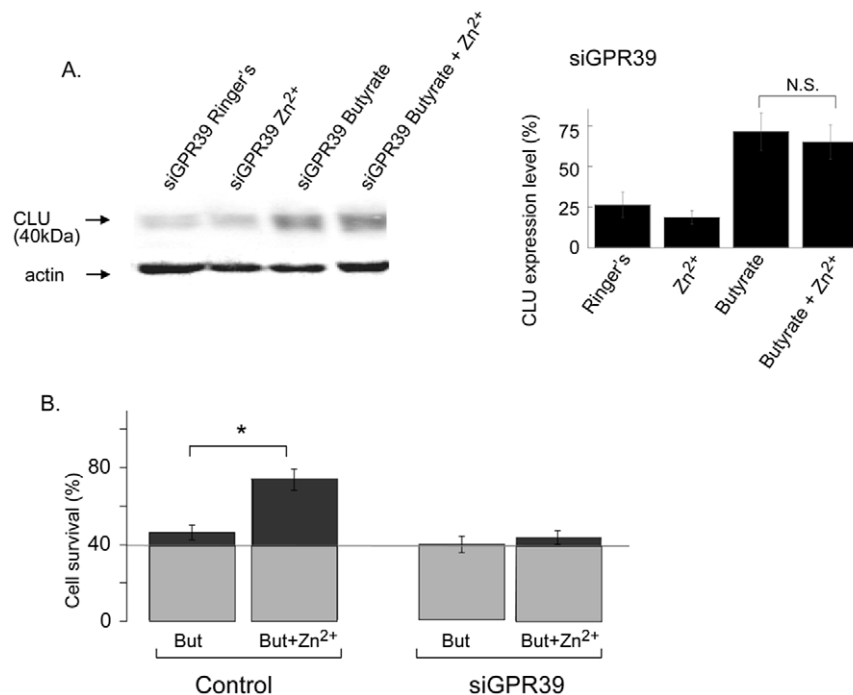 A.
siGPR39 Ringer's
siGPR39 Zn2+
siGPR39 Butyrate
siGPR39 Butyrate + Zn2+
CLU
(40kDa)
actin
siGPR39
N.S.
CLU expression level (%)
75
50
25
0
Ringer's
Zn2+
Butyrate
Butyrate + Zn2+
B.
*
Cell survival (%)
80
40
0
But
But+Zn2+
But
But+Zn2+
Control
siGPR39